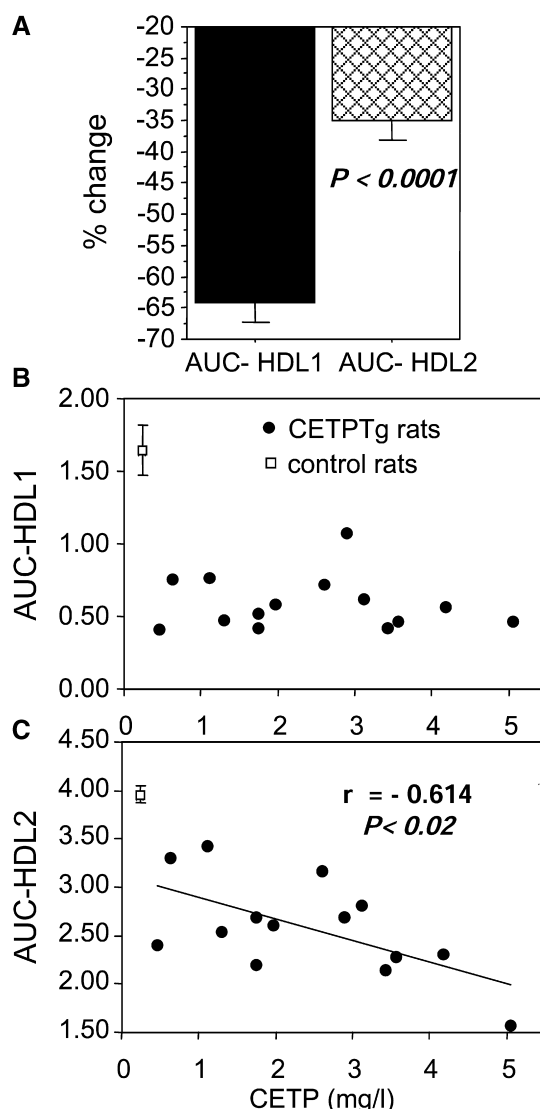 A
-20
-25
-30
-35
-40
-45
-50
-55
-60
-65
-70
% change
P < 0.0001
AUC- HDL1 AUC- HDL2
B
2.00
1.50
1.00
0.50
0.00
AUC-HDL1
CETPTg rats
control rats
0 1 2 3 4 5
C
4.50
4.00
3.50
3.00
2.50
2.00
1.50
AUC-HDL2
r = - 0.614
P< 0.02
0 1 2 3 4 5
CETP (mg/l)